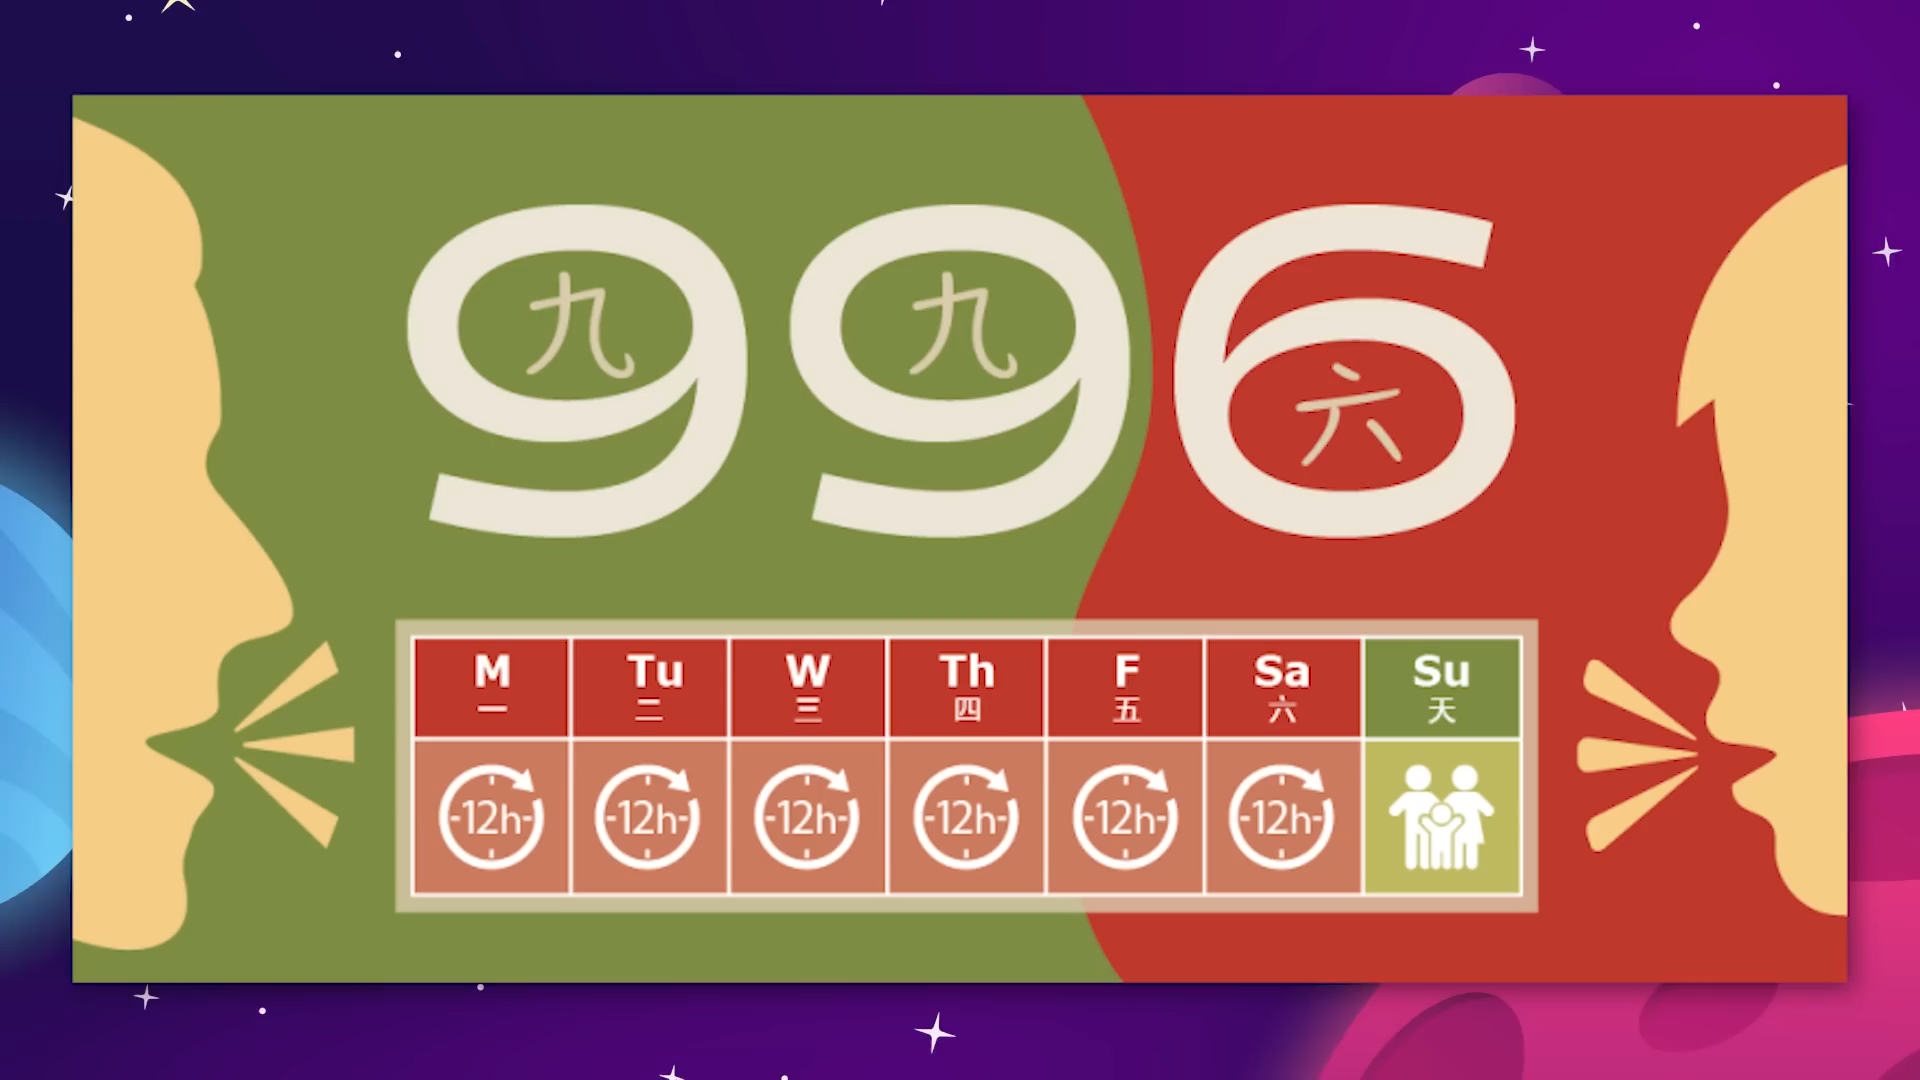 996
九 九 六
M Tu W Th F Sa Su
一 二 三 四 五 六 天
-12h- -12h- -12h- -12h- -12h- -12h-